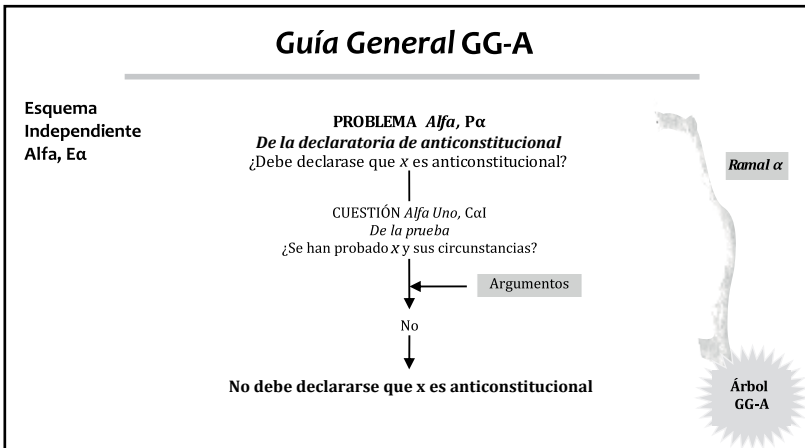 Guía General GG-A
Esquema
Independiente
Alfa, Eα
PROBLEMA Alfa, Pα
De la declaratoria de anticonstitucional
¿Debe declarase que x es anticonstitucional?
CUESTIÓN Alfa Uno, CαI
De la prueba
¿Se han probado x y sus circunstancias?
Argumentos
No
No debe declararse que x es anticonstitucional
Ramal α
Árbol
GG-A